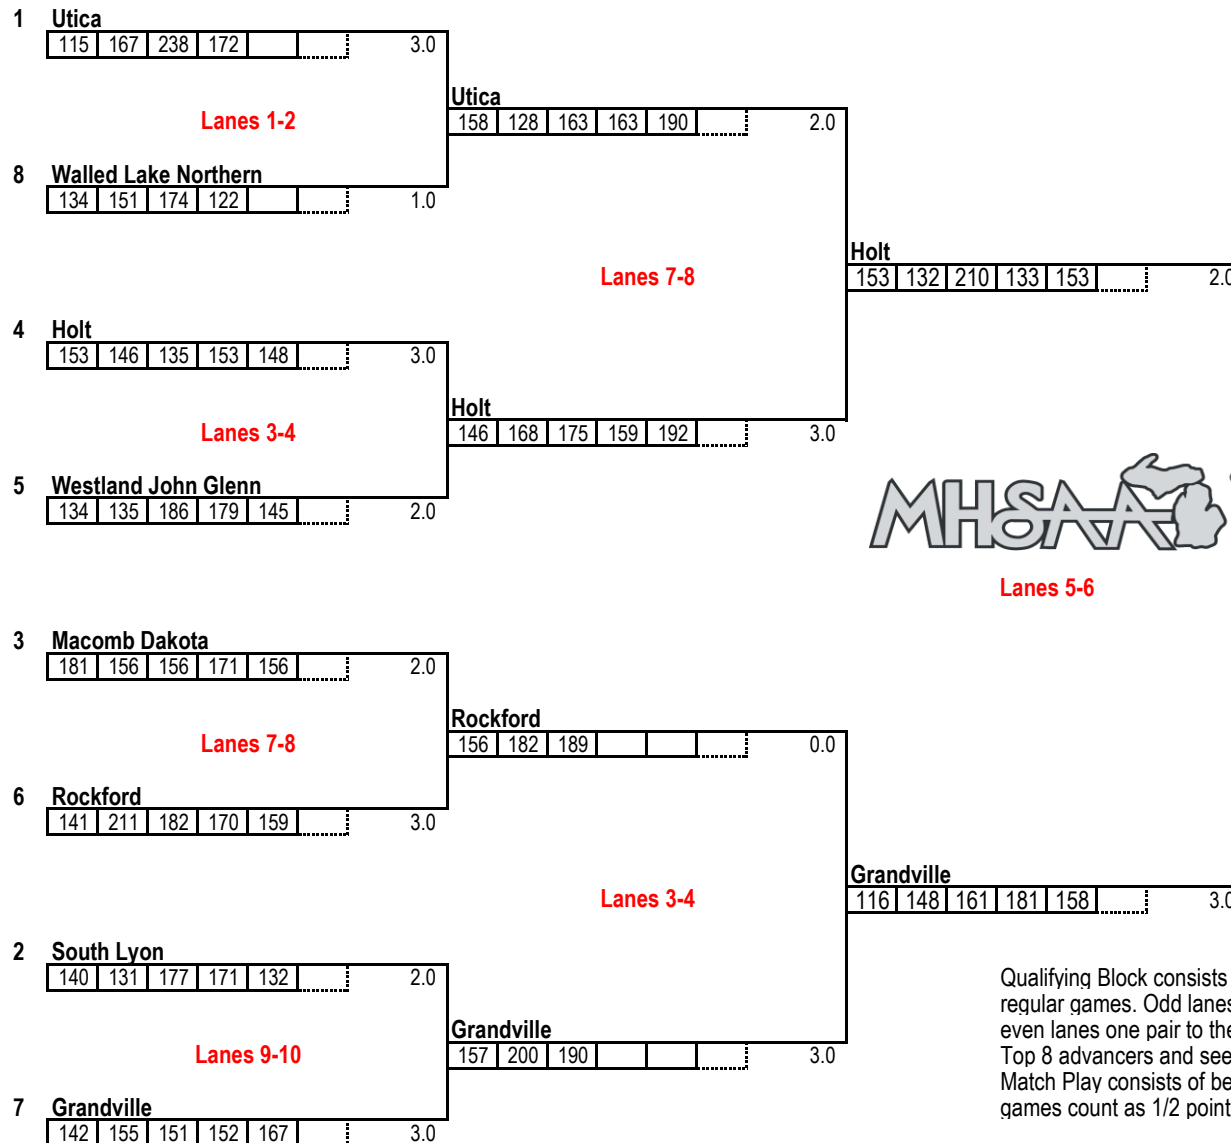 1 Utica
115 167 238 172 3.0
Utica
Lanes 1-2
158 128 163 163 190 2.0
8 Walled Lake Northern
134 151 174 122 1.0
Holt
Lanes 7-8
153 132 210 133 153 2.0
4 Holt
153 146 135 153 148 3.0
Holt
Lanes 3-4
146 168 175 159 192 3.0
5 Westland John Glenn
134 135 186 179 145 2.0
MHSAA
Lanes 5-6
3 Macomb Dakota
181 156 156 171 156 2.0
Rockford
Lanes 7-8
156 182 189 0.0
6 Rockford
141 211 182 170 159 3.0
Grandville
Lanes 3-4
116 148 161 181 158 3.0
2 South Lyon
140 131 177 171 132 2.0
Qualifying Block consists
regular games. Odd lanes
Grandville
even lanes one pair to the
Lanes 9-10
157 200 190 3.0
Top 8 advancers and see
Match Play consists of be
7 Grandville
games count as 1/2 point
142 155 151 152 167 3.0